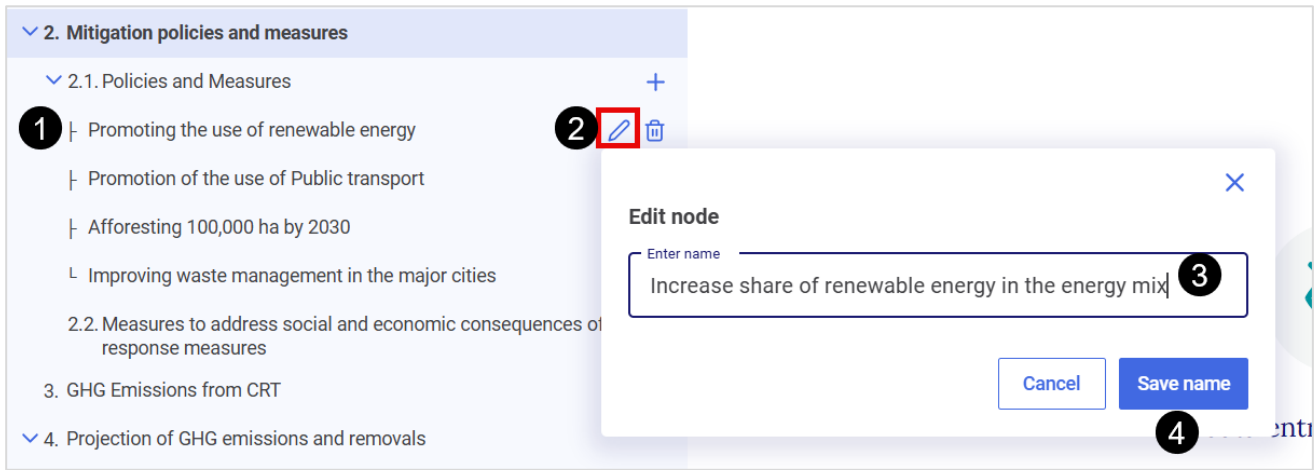 2. Mitigation policies and measures
2.1. Policies and Measures
1 Promoting the use of renewable energy 2
Promotion of the use of Public transport
Afforesting 100,000 ha by 2030
Improving waste management in the major cities
2.2. Measures to address social and economic consequences of
response measures
3. GHG Emissions from CRT
4. Projection of GHG emissions and removals
Edit node
Enter name
Increase share of renewable energy in the energy mix 3
Cancel Save name
4